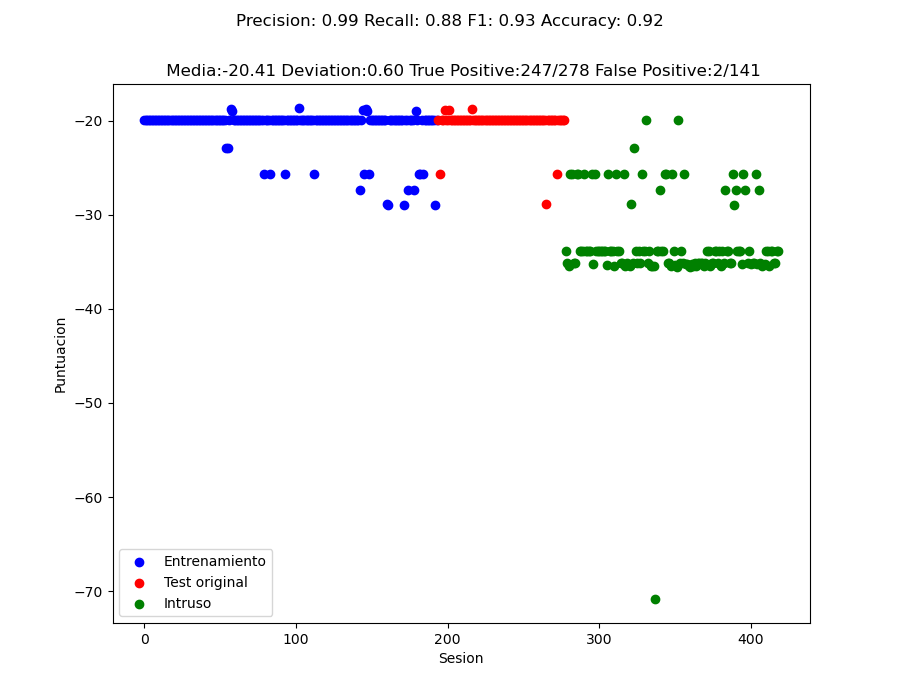 Precision: 0.99 Recall: 0.88 F1: 0.93 Accuracy: 0.92
Media:-20.41 Deviation:0.60 True Positive:247/278 False Positive:2/141
−20
−30
−40
−50
−60
−70
Puntuacion
Entrenamiento
Test original
Intruso
0 100 200 300 400
Sesion